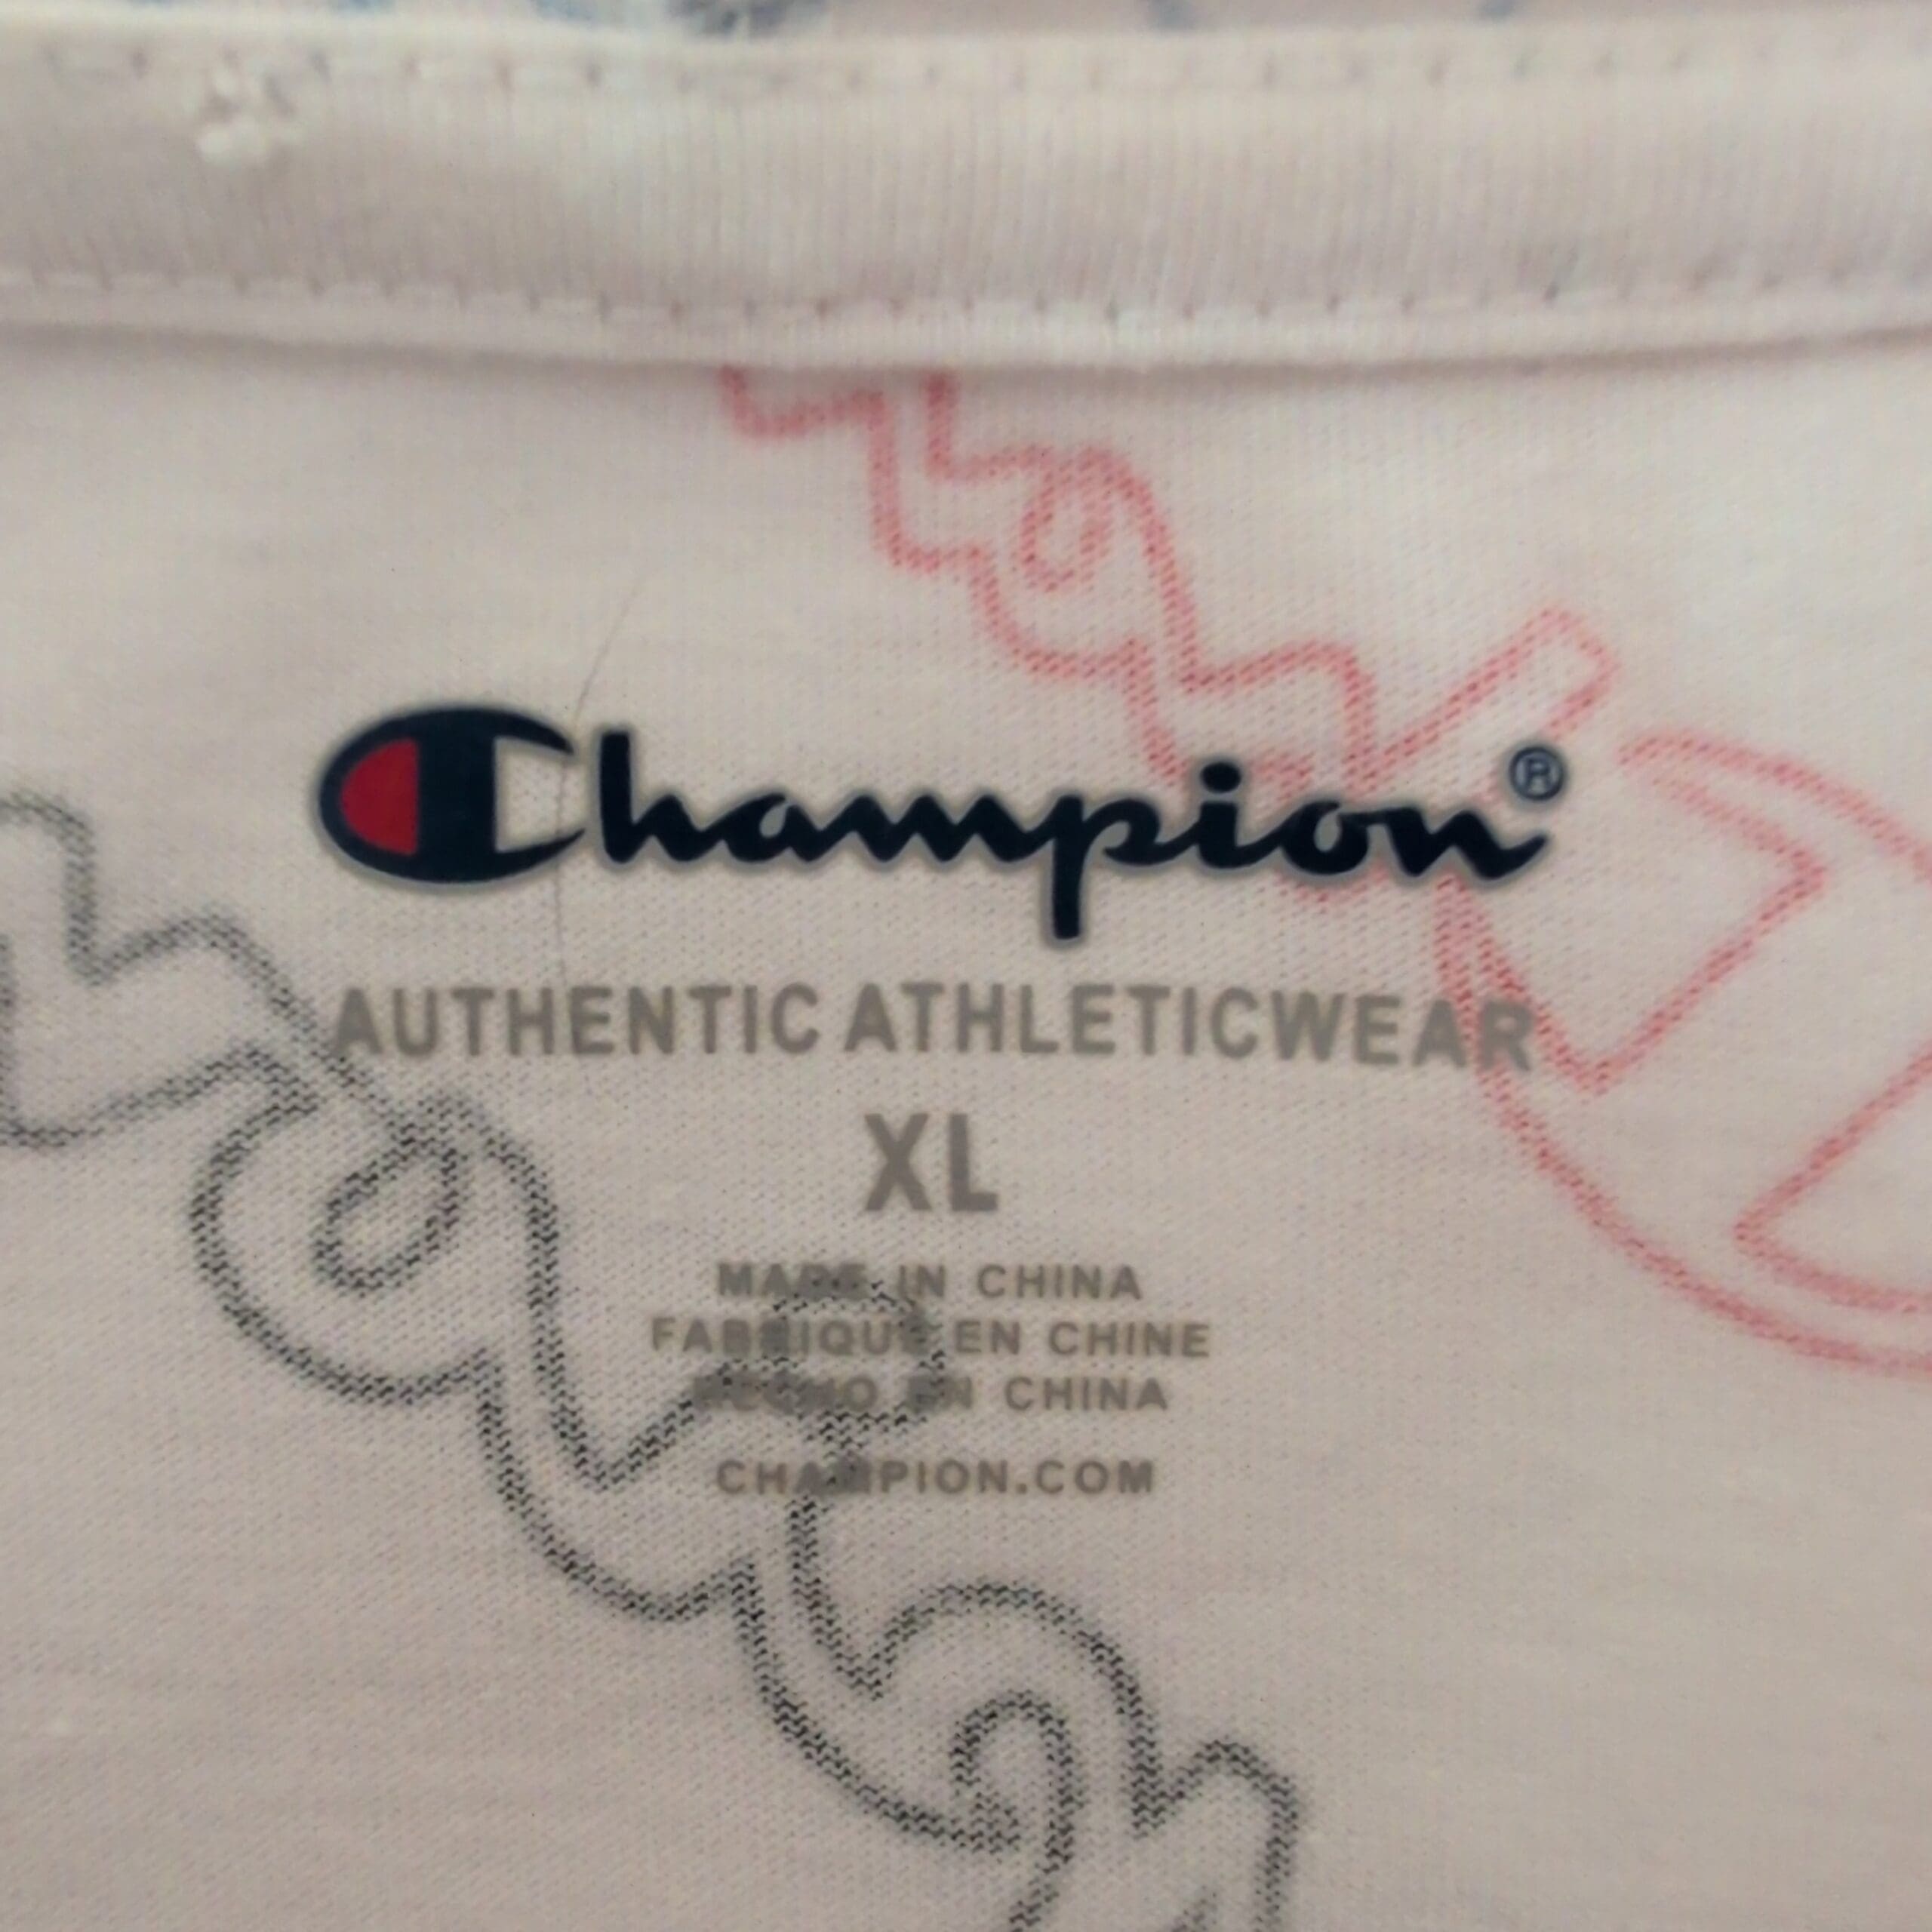 Champion®
AUTHENTIC ATHLETICWEAR
XL
MADE IN CHINA
FABRIQUE EN CHINE
HECHO EN CHINA
CHAMPION.COM